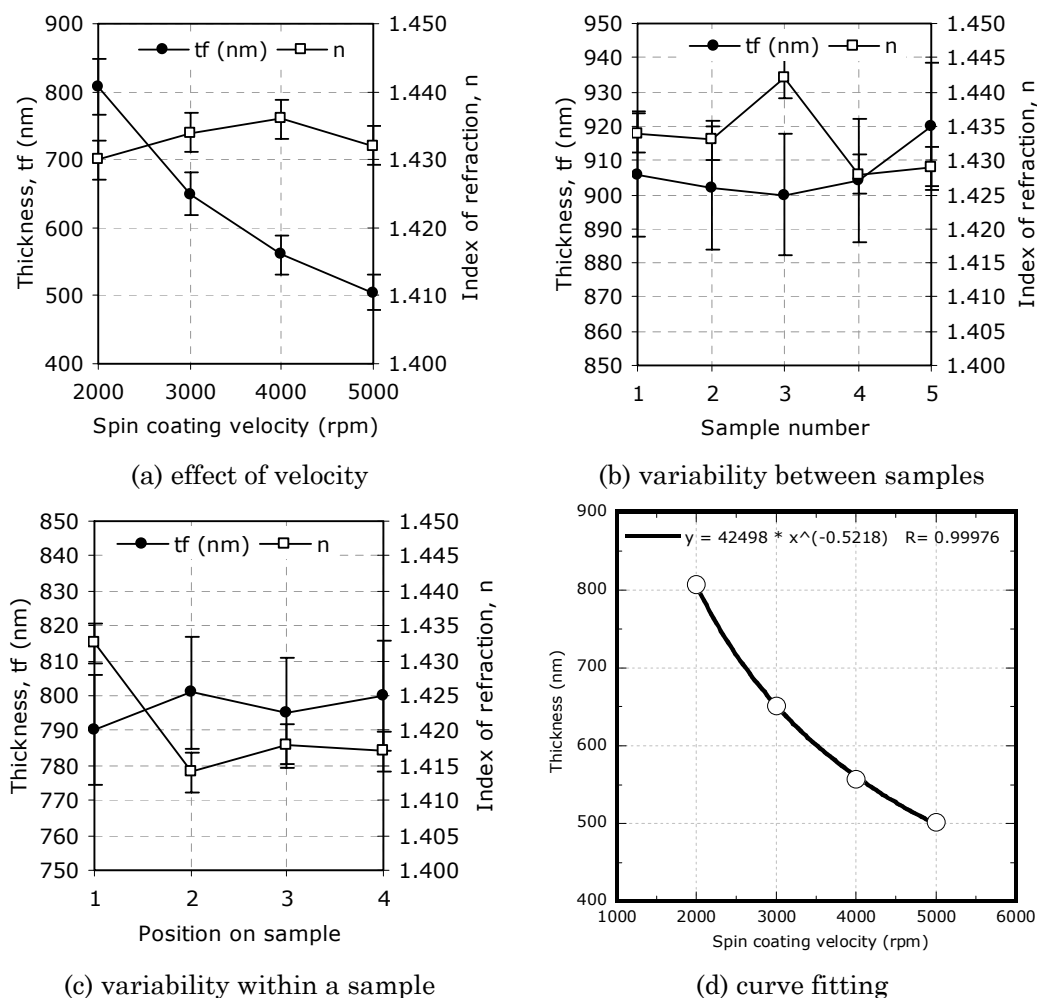 900
800
700
600
500
400
Thickness, tf (nm)
tf (nm) n
1.450
1.440
1.430
1.420
1.410
1.400
Index of refraction, n
2000 3000 4000 5000
Spin coating velocity (rpm)
(a) effect of velocity
950
940
930
920
910
900
890
880
870
860
850
Thickness, tf (nm)
tf (nm) n
1.450
1.445
1.440
1.435
1.430
1.425
1.420
1.415
1.410
1.405
1.400
Index of refraction, n
1 2 3 4 5
Sample number
(b) variability between samples
850
840
830
820
810
800
790
780
770
760
750
Thickness, tf (nm)
tf (nm) n
1.450
1.445
1.440
1.435
1.430
1.425
1.420
1.415
1.410
1.405
1.400
Index of refraction, n
1 2 3 4
Position on sample
(c) variability within a sample
900
800
700
600
500
400
Thickness (nm)
y = 42498 * x^(-0.5218) R= 0.99976
1000 2000 3000 4000 5000 6000
Spin coating velocity (rpm)
(d) curve fitting